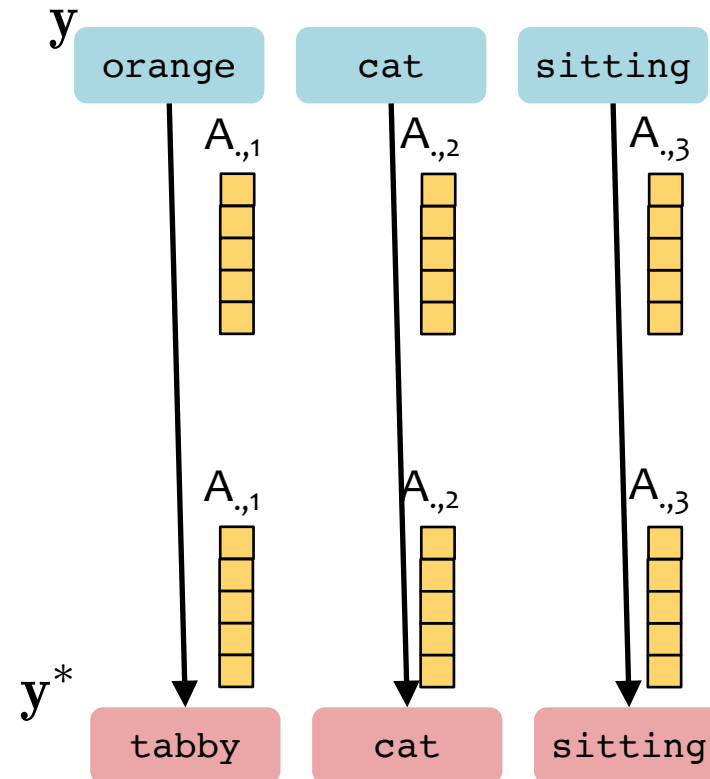 y
orange cat sitting
A.,1 A.,2 A.,3
A.,1 A.,2 A.,3
y*
tabby cat sitting